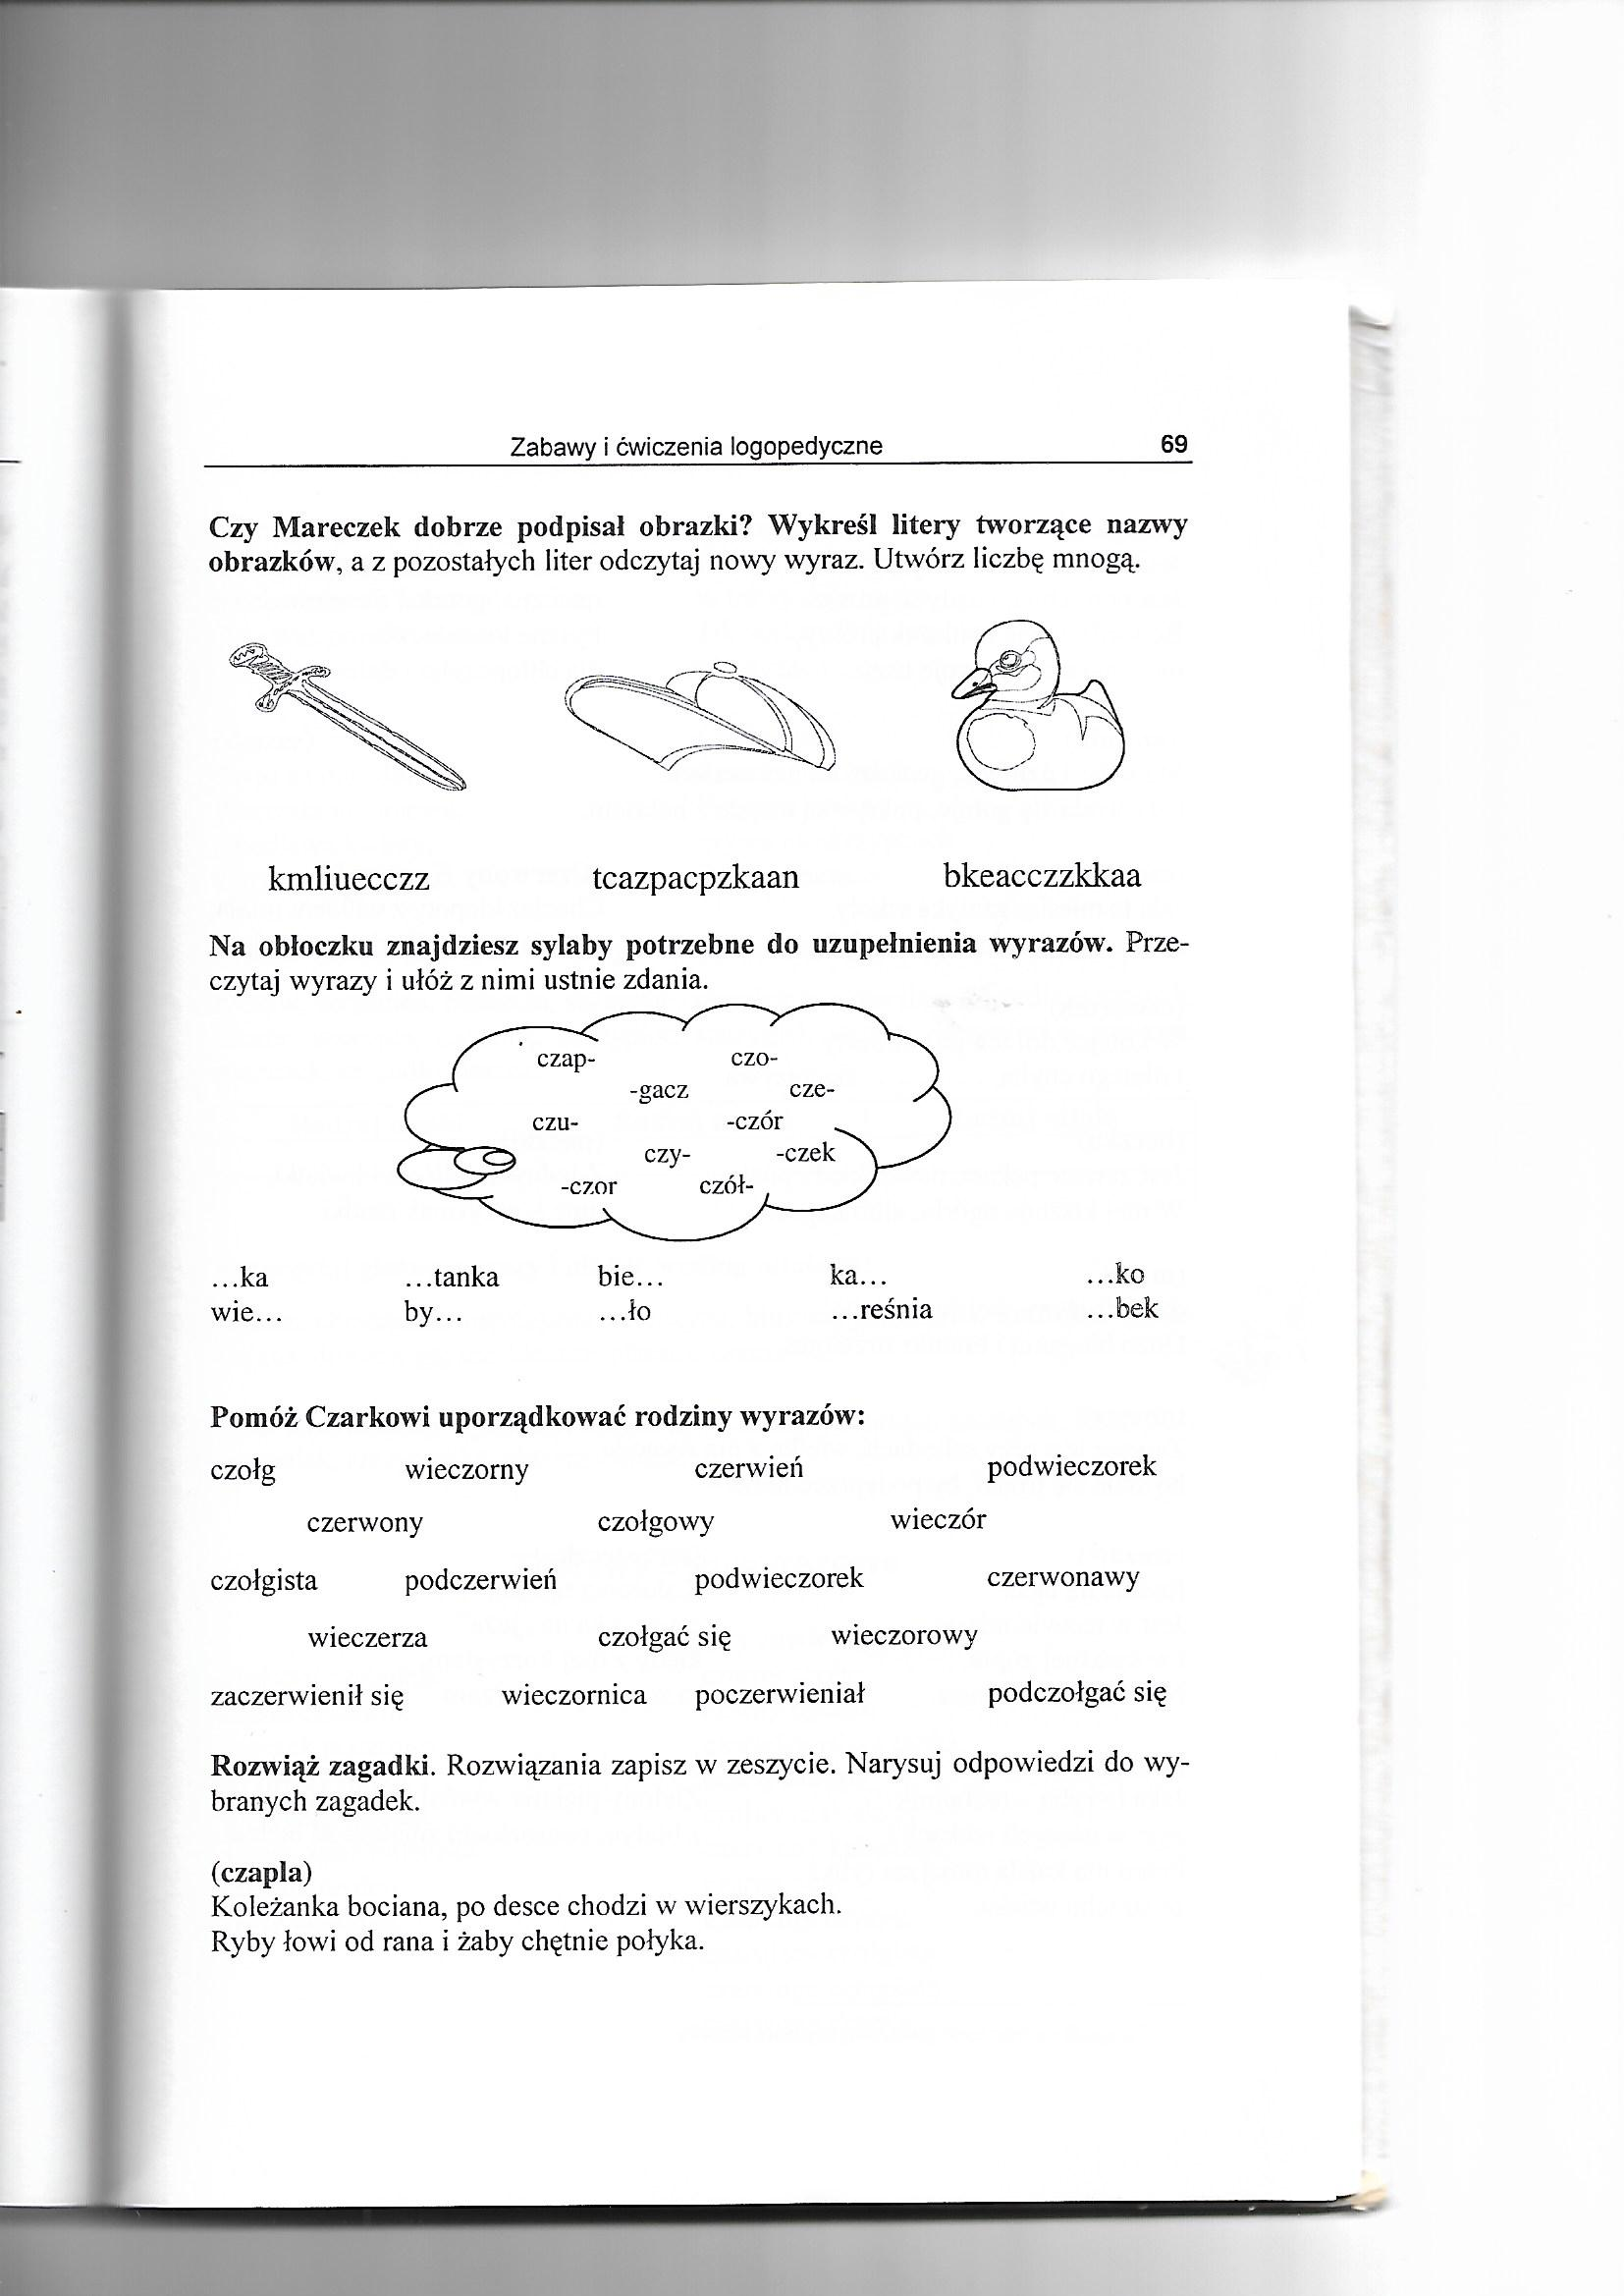 Zabawy i ćwiczenia logopedyczne 69
Czy Mareczek dobrze podpisał obrazki? Wykreśl litery tworzące nazwy
obrazków, a z pozostałych liter odczytaj nowy wyraz. Utwórz liczbę mnogą.
kmliuecczz tcazpacpzkaan bkeacczzkkaa
Na obłoczku znajdziesz sylaby potrzebne do uzupełnienia wyrazów. Prze-
czytaj wyrazy i ułóż z nimi ustnie zdania.
czap- czo-
-gacz cze-
czu- -czór
czy- -czek
-czor czół-
...ka ...tanka bie... ka... ...ko
wie... by... ...ło ...reśnia ...bek
Pomóż Czarkowi uporządkować rodziny wyrazów:
czołg wieczorny czerwień podwieczorek
czerwony czołgowy wieczór
czołgista podczerwień podwieczorek czerwonawy
wieczerza czołgać się wieczorowy
zaczerwienił się wieczornica poczerwieniał podczołgać się
Rozwiąż zagadki. Rozwiązania zapisz w zeszycie. Narysuj odpowiedzi do wy-
branych zagadek.
(czapla)
Koleżanka bociana, po desce chodzi w wierszykach.
Ryby łowi od rana i żaby chętnie połyka.